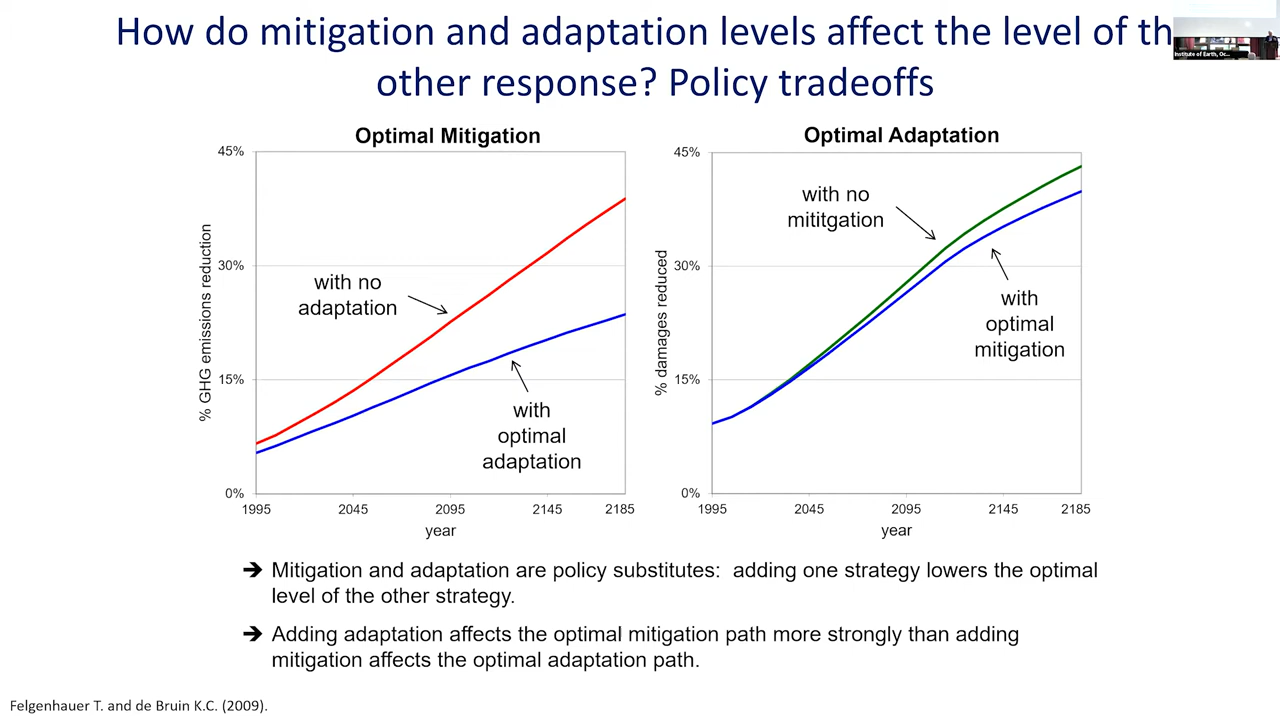 How do mitigation and adaptation levels affect the level of th
other response? Policy tradeoffs
Institute of Earth, Oc...
Optimal Mitigation
45%
30%
15%
0%
% GHG emissions reduction
with no
adaptation
with
optimal
adaptation
1995
2045
2095
2145
2185
year
Optimal Adaptation
45%
30%
15%
0%
% damages reduced
with no
mititgation
with
optimal
mitigation
1995
2045
2095
2145
2185
year
➔ Mitigation and adaptation are policy substitutes: adding one strategy lowers the optimal
level of the other strategy.
➔ Adding adaptation affects the optimal mitigation path more strongly than adding
mitigation affects the optimal adaptation path.
Felgenhauer T. and de Bruin K.C. (2009).